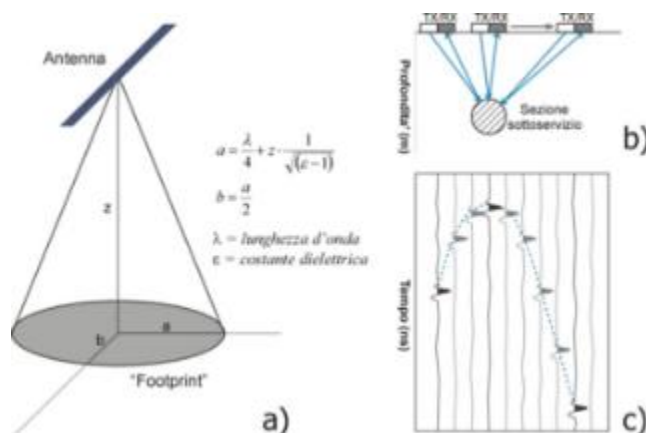 Antenna
z
a = λ/4 + z · 1/√(ε−1)
b = a/2
λ = lunghezza d'onda
ε = costante dielettrica
b
a
"Footprint"
a)
TX/RX TX/RX TX/RX
Profondita' (m)
Sezione
sottoservizio
b)
Tempo (ns)
c)